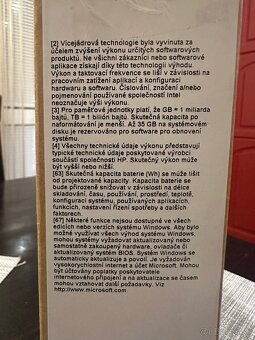 [2] Vícejádrová technologie byla vyvinuta za
účelem zvýšení výkonu určitých softwarových
produktů. Ne všichni zákazníci nebo softwarové
aplikace získají díky této technologii výhodu.
Výkon a taktovací frekvence se liší v závislosti na
pracovním zatížení aplikací a konfiguraci
hardwaru a softwaru. Číslování, značení a/nebo
pojmenování používané společností Intel
neoznačuje vyšší výkon.
[3] Pro paměťové jednotky platí, že GB = 1 miliarda
bajtů, TB = 1 bilion bajtů. Skutečná kapacita po
naformátování je menší. Až 35 GB na systémovém
disku je vyhrazeno pro software pro obnovení
systému.
[4] Všechny technické údaje výkonu představují
typické technické údaje poskytnuté výrobci
součástí společnosti HP. Skutečný výkon může
být vyšší nebo nižší.
[63] Skutečná kapacita baterie (Wh) se může lišit
od projektované kapacity. Kapacita baterie se
bude přirozeně snižovat v závislosti na délce
skladování, času, používání, prostředí, teplotě,
konfiguraci systému, používaných aplikacích,
funkcích, nastavení řízení spotřeby a dalších
faktorech.
[67] Některé funkce nejsou dostupné ve všech
edicích nebo verzích systému Windows. Aby bylo
možné využívat všech výhod systému Windows,
mohou systémy vyžadovat aktualizovaný nebo
samostatně zakoupený hardware, ovladače či
aktualizovaný systém BIOS. Systém Windows se
automaticky aktualizuje a povolí. Je vyžadováno
vysokorychlostní internet a účet Microsoft. Mohou
být účtovány poplatky poskytovatele
internetového připojení a časem se
mohou vztahovat další požadavky. Viz
http://www.microsoft.com.